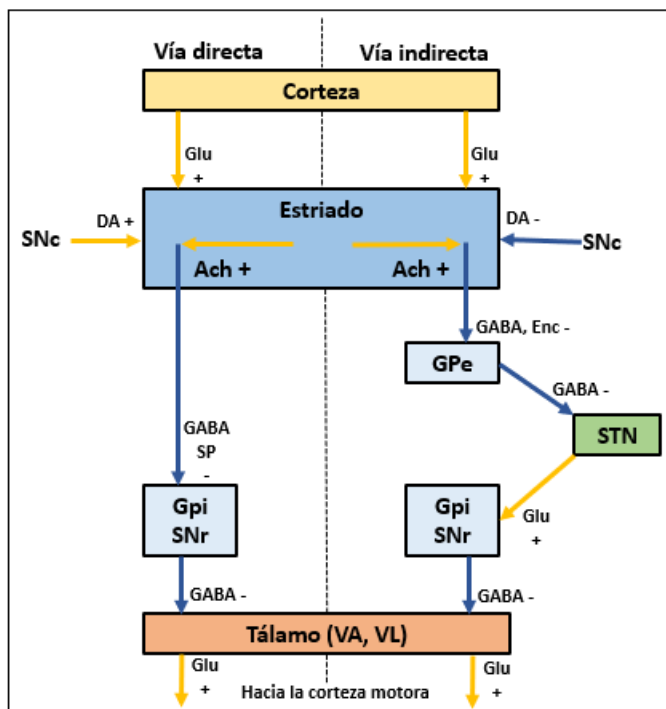 Vía directa
Vía indirecta
Corteza
Glu
+
Glu
+
Estriado
DA +
SNc
DA -
SNc
Ach +
Ach +
GABA, Enc -
GPe
GABA -
STN
GABA
SP
-
Gpi
SNr
Gpi
SNr
Glu
+
GABA -
GABA -
Tálamo (VA, VL)
Glu
+
Hacia la corteza motora
Glu
+